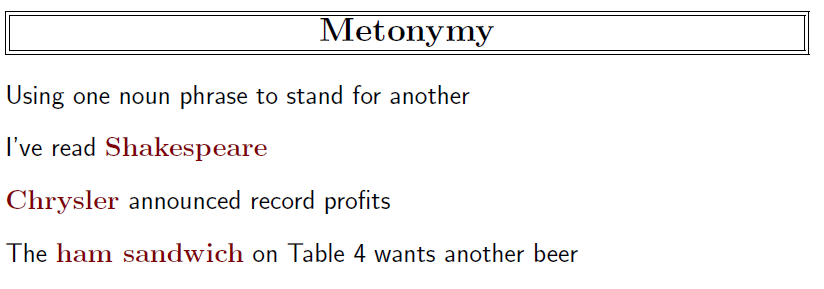 Metonymy
Using one noun phrase to stand for another
I've read Shakespeare
Chrysler announced record profits
The ham sandwich on Table 4 wants another beer